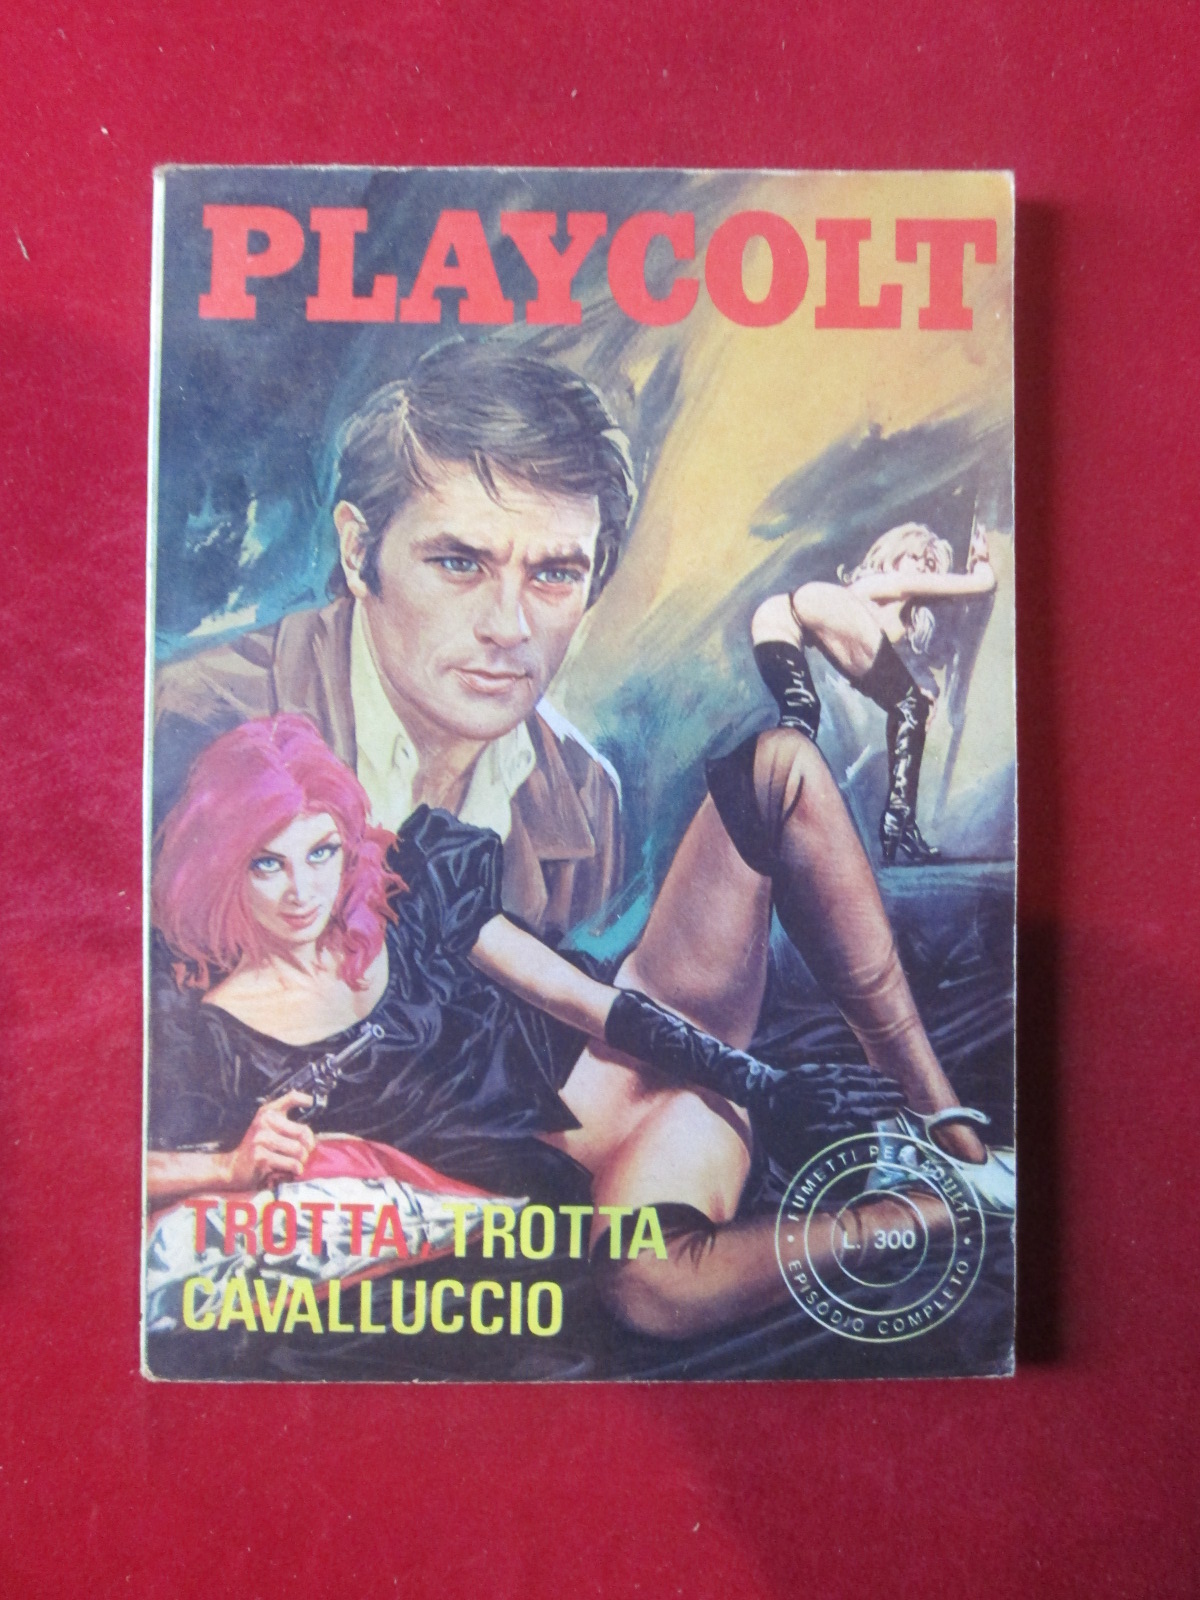 PLAYCOLT
TROTTA, TROTTA
CAVALLUCCIO
FUMETTI PER ADULTI
L. 300
• EPISODIO COMPLETO •